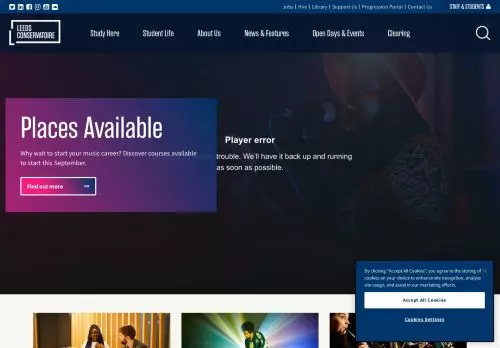 Jobs | Hire | Library | Support Us | Progression Portal | Contact Us
STAFF & STUDENTS
LEEDS
CONSERVATOIRE
Study Here
Student Life
About Us
News & Features
Open Days & Events
Clearing
Places Available
Why wait to start your music career? Discover courses available
to start this September.
Find out more
Player error
trouble. We'll have it back up and running
as soon as possible.
By clicking "Accept All Cookies", you agree to the storing of
cookies on your device to enhance site navigation, analyze
site usage, and assist in our marketing efforts.
Accept All Cookies
Cookies Settings